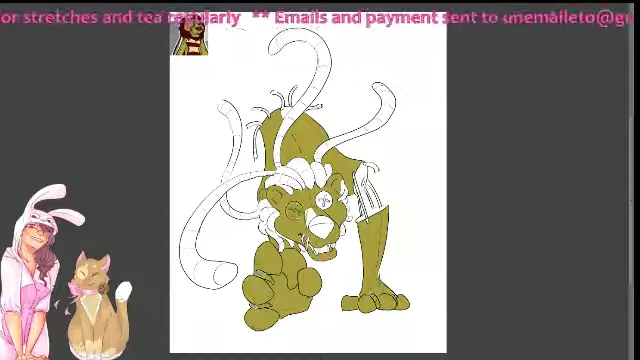 or stretches and tea regularly ** Emails and payment sent to